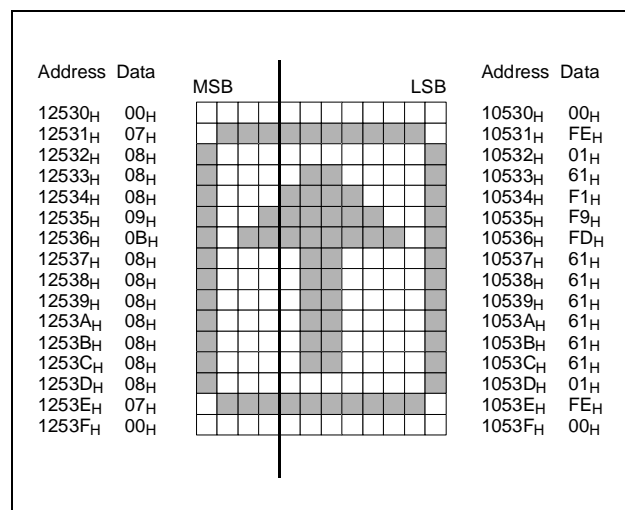 Address Data MSB LSB Address Data
12530H 00H 10530H 00H
12531H 07H 10531H FEH
12532H 08H 10532H 01H
12533H 08H 10533H 61H
12534H 08H 10534H F1H
12535H 09H 10535H F9H
12536H 0BH 10536H FDH
12537H 08H 10537H 61H
12538H 08H 10538H 61H
12539H 08H 10539H 61H
1253AH 08H 1053AH 61H
1253BH 08H 1053BH 61H
1253CH 08H 1053CH 61H
1253DH 08H 1053DH 01H
1253EH 07H 1053EH FEH
1253FH 00H 1053FH 00H